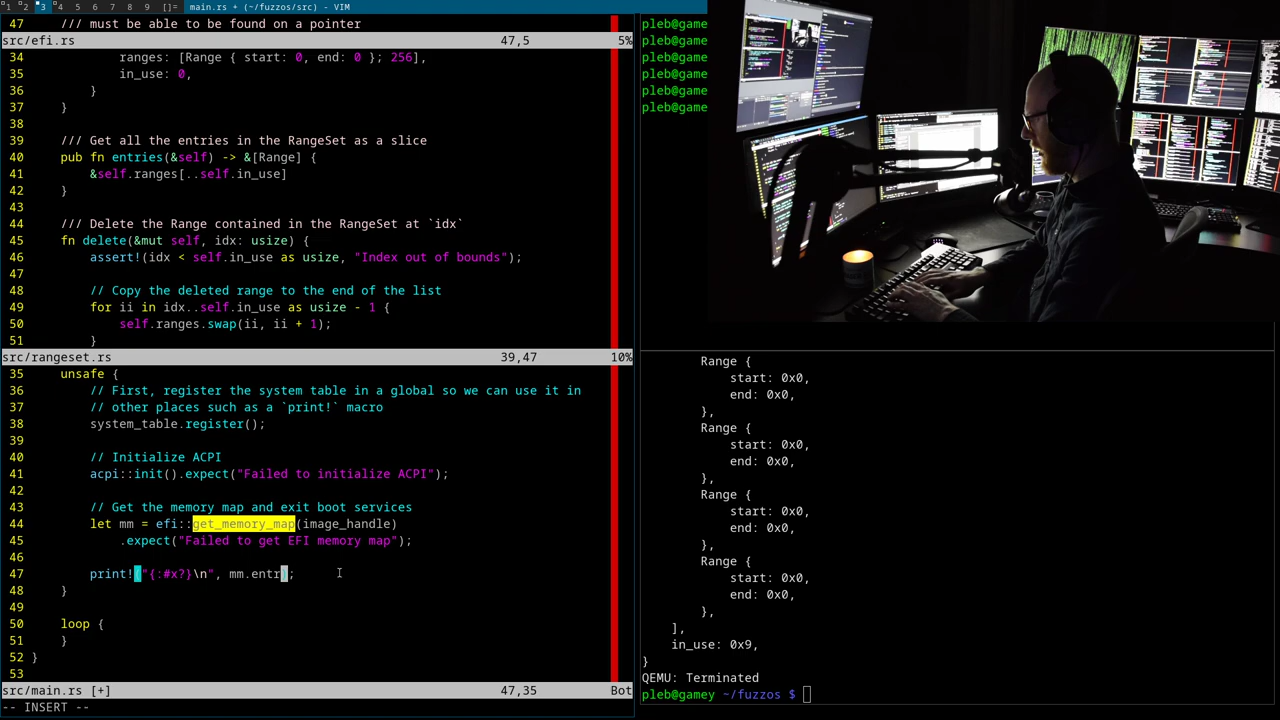 1 2 3 4 5 6 7 8 9 []= main.rs + (~/fuzzos/src) - VIM
47 /// must be able to be found on a pointer
src/efi.rs 47,5 5%
34 ranges: [Range { start: 0, end: 0 }; 256],
35 in_use: 0,
36 }
37 }
38
39 /// Get all the entries in the RangeSet as a slice
40 pub fn entries(&self) -> &[Range] {
41 &self.ranges[..self.in_use]
42 }
43
44 /// Delete the Range contained in the RangeSet at `idx`
45 fn delete(&mut self, idx: usize) {
46 assert!(idx < self.in_use as usize, "Index out of bounds");
47
48 // Copy the deleted range to the end of the list
49 for ii in idx..self.in_use as usize - 1 {
50 self.ranges.swap(ii, ii + 1);
51 }
src/rangeset.rs 39,47 10%
35 unsafe {
36 // First, register the system table in a global so we can use it in
37 // other places such as a `print!` macro
38 system_table.register();
39
40 // Initialize ACPI
41 acpi::init().expect("Failed to initialize ACPI");
42
43 // Get the memory map and exit boot services
44 let mm = efi::get_memory_map(image_handle)
45 .expect("Failed to get EFI memory map");
46
47 print!("{:#x?}\n", mm.entr);
48 }
49
50 loop {
51 }
52 }
53
src/main.rs [+] 47,35 Bot
-- INSERT --
pleb@game
pleb@game
pleb@game
pleb@game
pleb@game
pleb@game
Range {
start: 0x0,
end: 0x0,
},
Range {
start: 0x0,
end: 0x0,
},
Range {
start: 0x0,
end: 0x0,
},
Range {
start: 0x0,
end: 0x0,
},
],
in_use: 0x9,
}
QEMU: Terminated
pleb@gamey ~/fuzzos $